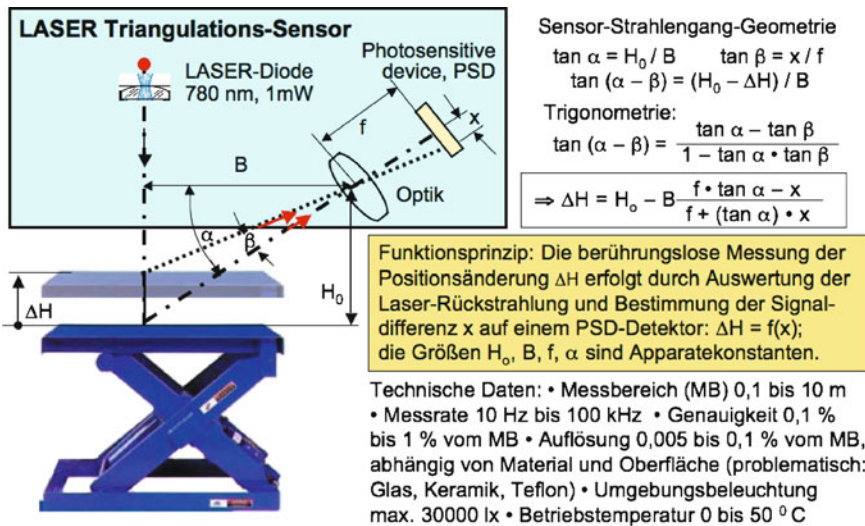 LASER Triangulations-Sensor
LASER-Diode
780 nm, 1mW
Photosensitive
device, PSD
f
x
B
Optik
α
β
H₀
ΔH
Sensor-Strahlengang-Geometrie
tan α = H₀ / B tan β = x / f
tan (α – β) = (H₀ – ΔH) / B
Trigonometrie:
tan (α – β) = (tan α – tan β) / (1 – tan α • tan β)
⇒ ΔH = Hₒ – B (f • tan α – x) / (f + (tan α) • x)
Funktionsprinzip: Die berührungslose Messung der
Positionsänderung ΔH erfolgt durch Auswertung der
Laser-Rückstrahlung und Bestimmung der Signal-
differenz x auf einem PSD-Detektor: ΔH = f(x);
die Größen Hₒ, B, f, α sind Apparatekonstanten.
Technische Daten: • Messbereich (MB) 0,1 bis 10 m
• Messrate 10 Hz bis 100 kHz • Genauigkeit 0,1 %
bis 1 % vom MB • Auflösung 0,005 bis 0,1 % vom MB,
abhängig von Material und Oberfläche (problematisch:
Glas, Keramik, Teflon) • Umgebungsbeleuchtung
max. 30000 lx • Betriebstemperatur 0 bis 50 ⁰ C